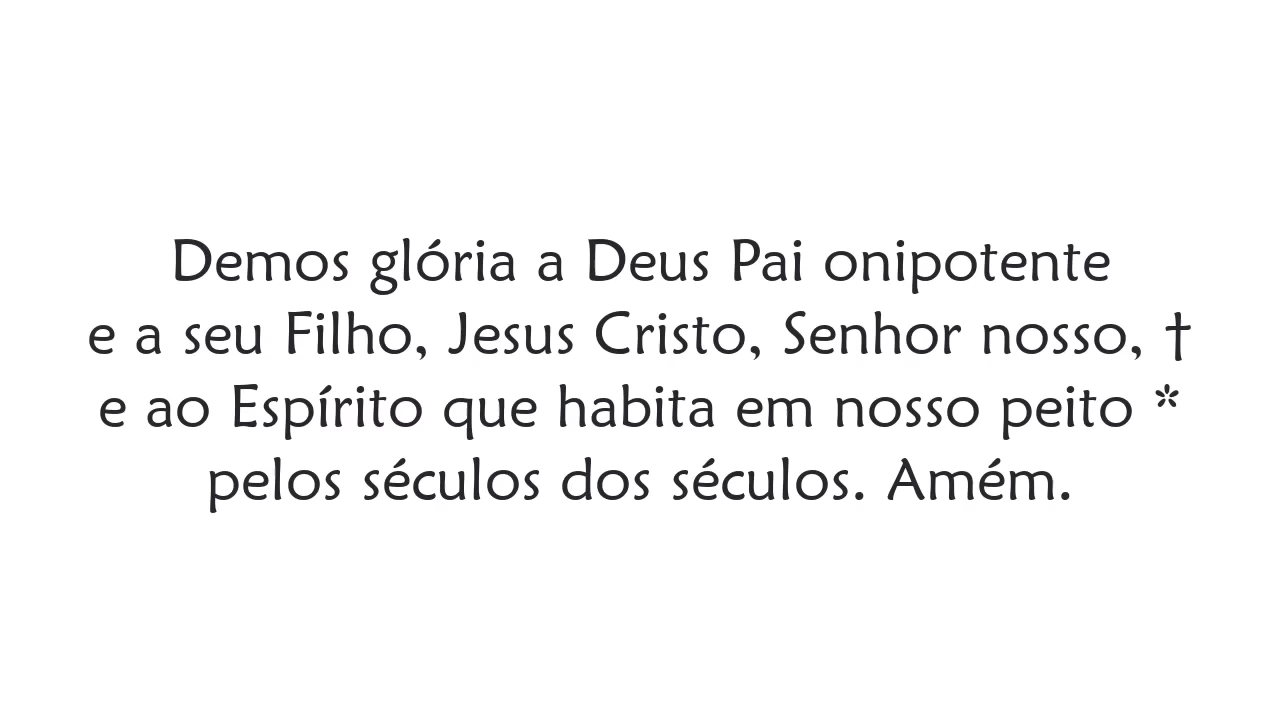 Demos glória a Deus Pai onipotente
e a seu Filho, Jesus Cristo, Senhor nosso, †
e ao Espírito que habita em nosso peito *
pelos séculos dos séculos. Amém.